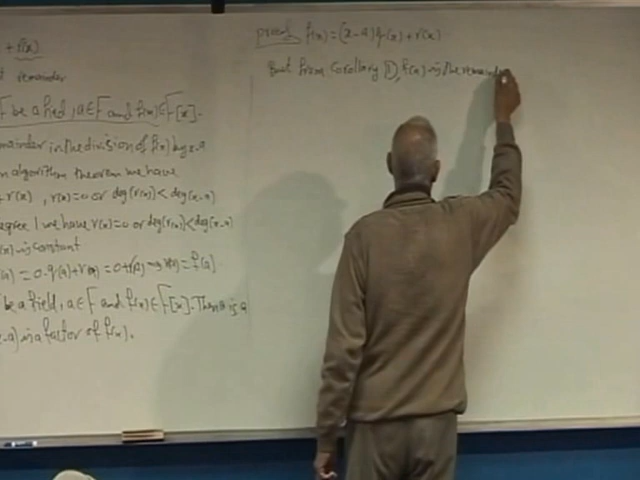 + r(x)
t remainder
F be a field, a∈F and f(x)∈F[x].
mainder in the division of f(x) by x-a
n algorithm theorem we have
+ r(x), r(x)=0 or deg(r(x)) < deg(x-a)
degree 1 we have r(x)=0 or deg(r(x)) < deg(x-a)
(x) is constant
(a) = 0·q(a)+r(a) = 0+r(a) = f(a)
be a field, a∈F and f(x)∈F[x]. Then a is a
x-a) is a factor of f(x).
proof f(x)=(x-a)q(x)+r(x)
But from Corollary ①, f(a) is the remainder